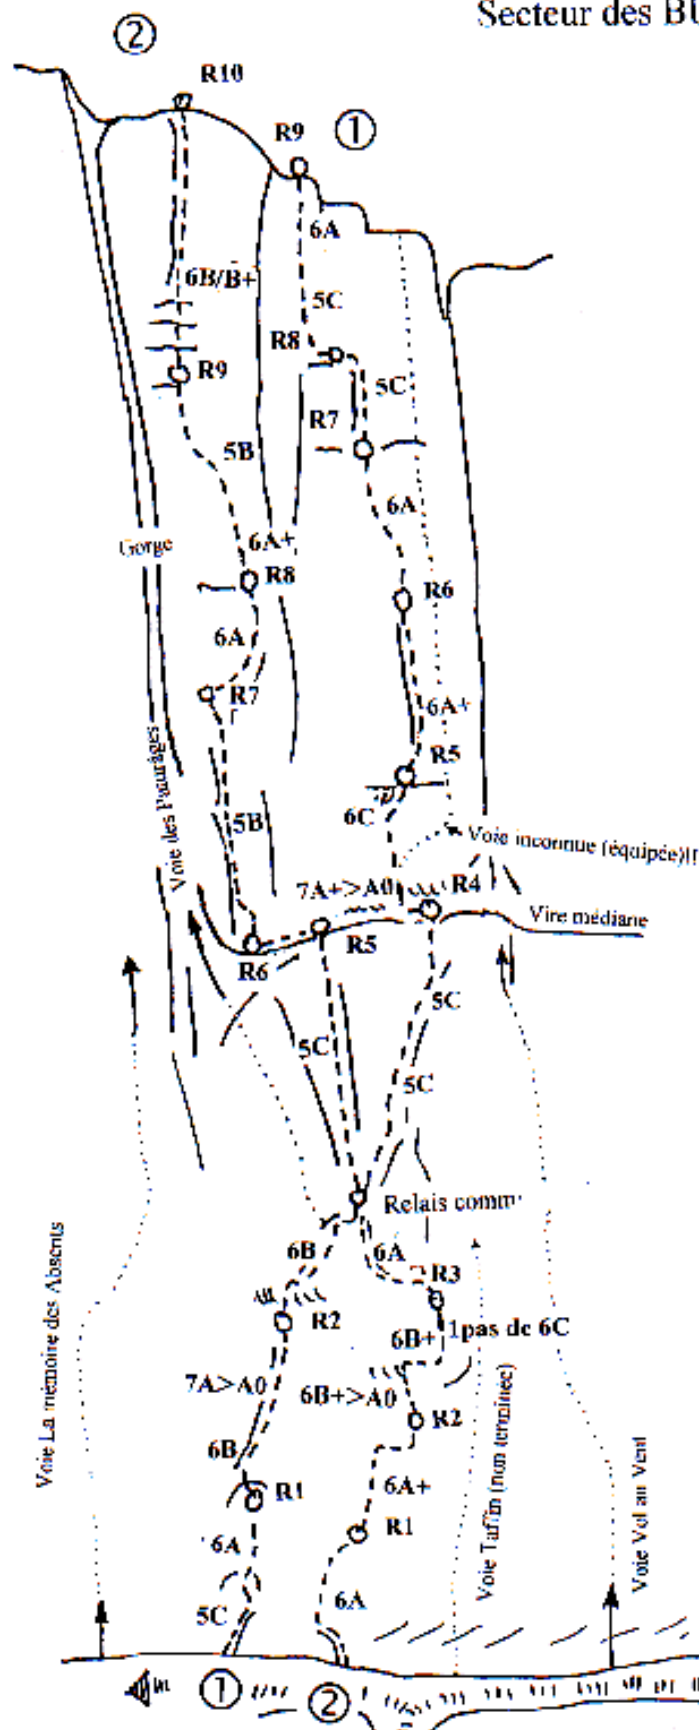 Secteur des
②
R10
①
R9
6A
6B/B+
5C
R8
R9
5C
R7
5B
6A
6A+
Gorge
R8
R6
6A
R7
6A+
R5
Voie des Paturages
6C
5B
Voie inconnue (équipée)!!
7A+>A0
R4
Vire médiane
R5
R6
5C
5C
5C
Relais comm
Voie La mémoire des Absents
6B
6A
R3
R2
1pas de 6C
6B+
7A>A0
6B+>A0
R2
6B
Voie Taffin (non terminée)
Voie Vol au Vent
R1
6A+
R1
6A
6A
5C
①
②